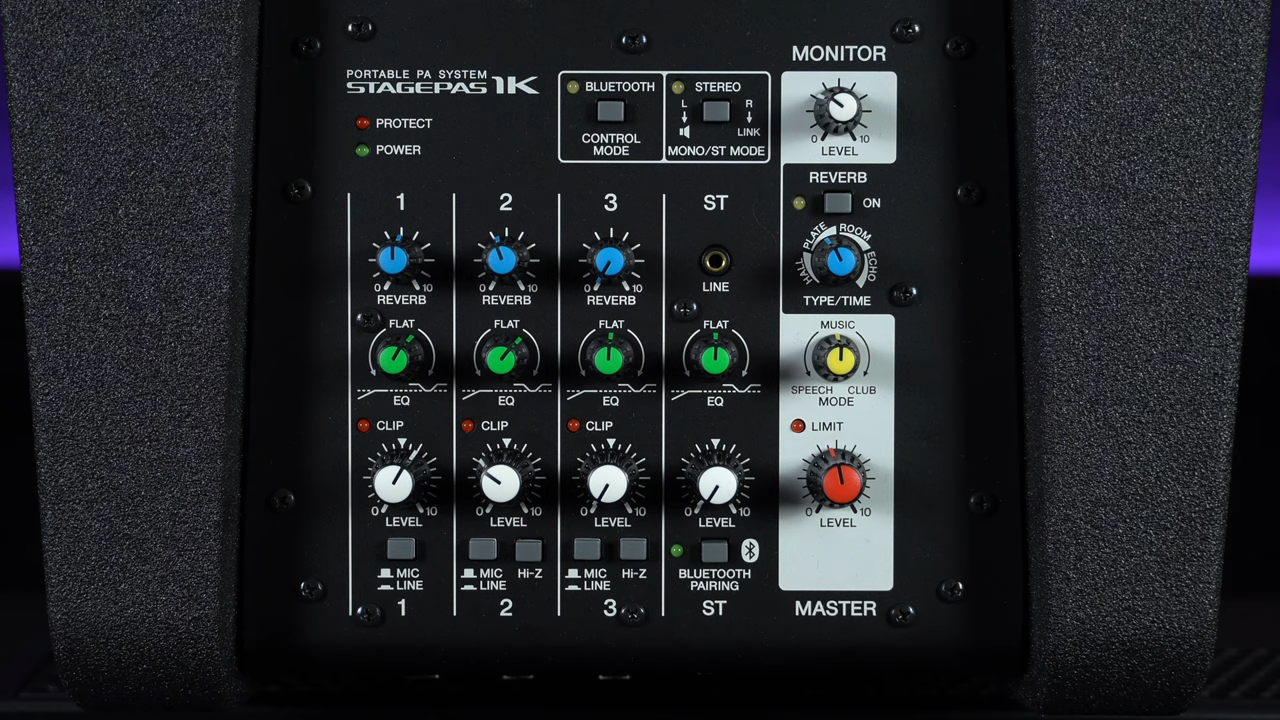 PORTABLE PA SYSTEM
STAGEPAS 1K
PROTECT
POWER
BLUETOOTH
CONTROL
MODE
STEREO
L R
LINK
MONO/ST MODE
MONITOR
0 10
LEVEL
REVERB
ON
HALL PLATE ROOM ECHO
TYPE/TIME
1 2 3 ST
0 10 0 10 0 10
REVERB REVERB REVERB
LINE
FLAT FLAT FLAT FLAT
EQ EQ EQ EQ
MUSIC
SPEECH CLUB
MODE
CLIP CLIP CLIP
LIMIT
0 10 0 10 0 10 0 10 0 10
LEVEL LEVEL LEVEL LEVEL LEVEL
MIC MIC Hi-Z MIC Hi-Z
LINE LINE LINE
BLUETOOTH
PAIRING
1 2 3 ST MASTER